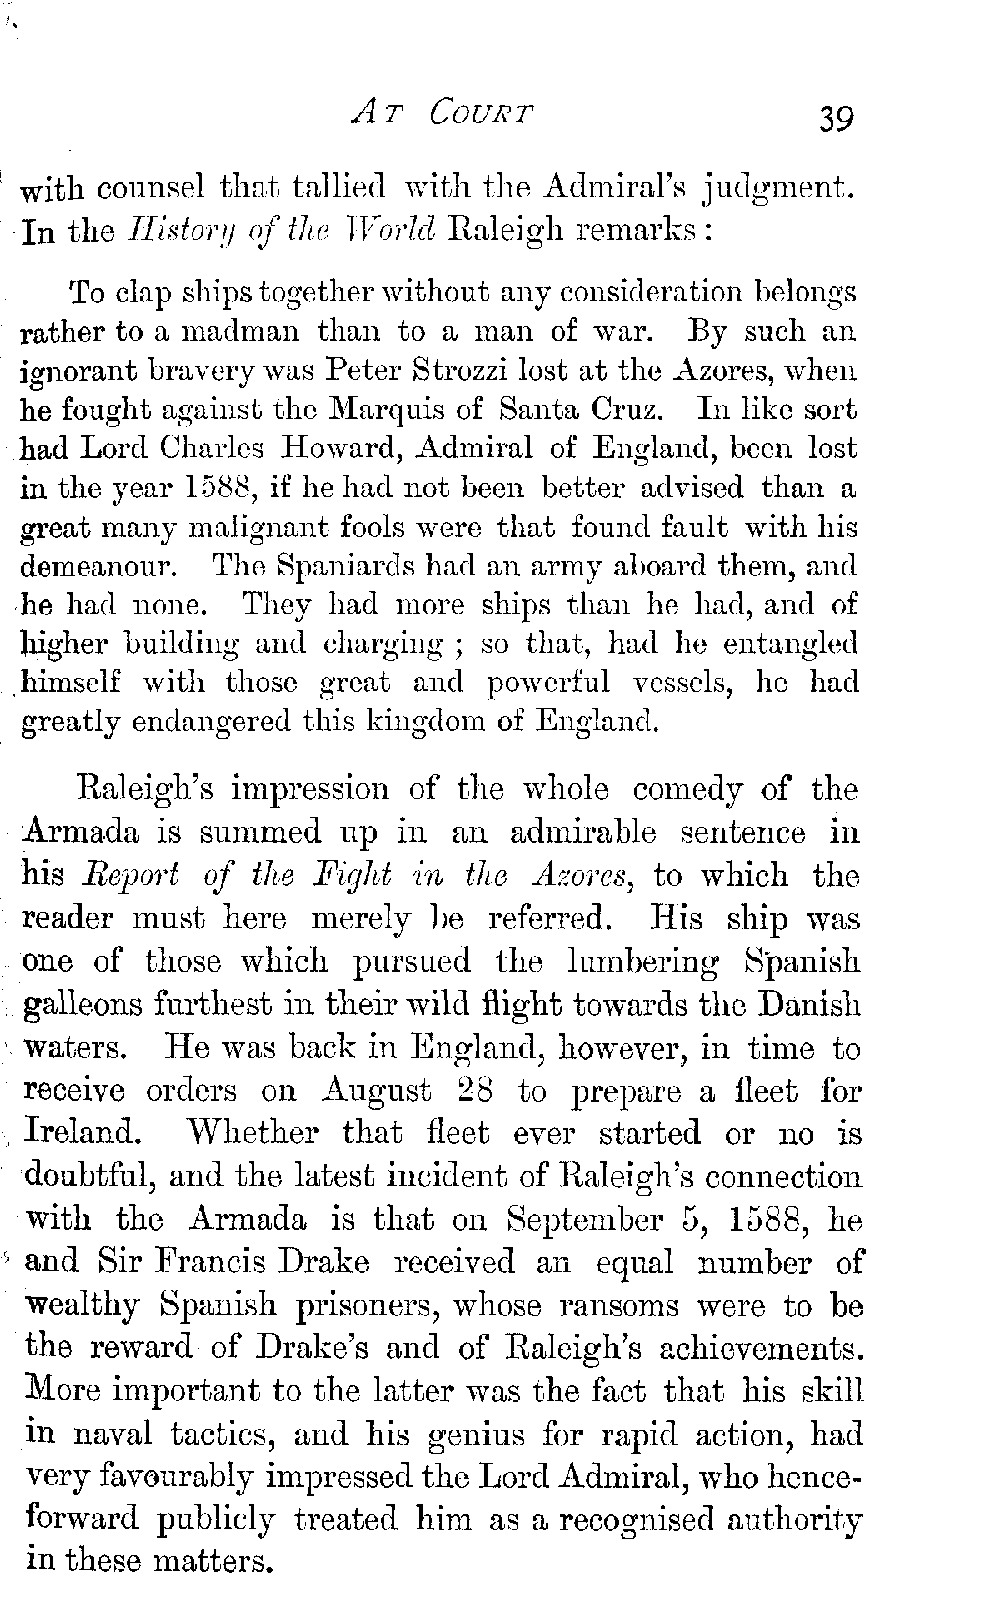 At Court 39
with counsel that tallied with the Admiral's judgment.
In the History of the World Raleigh remarks:
To clap ships together without any consideration belongs
rather to a madman than to a man of war. By such an
ignorant bravery was Peter Strozzi lost at the Azores, when
he fought against the Marquis of Santa Cruz. In like sort
had Lord Charles Howard, Admiral of England, been lost
in the year 1588, if he had not been better advised than a
great many malignant fools were that found fault with his
demeanour. The Spaniards had an army aboard them, and
he had none. They had more ships than he had, and of
higher building and charging; so that, had he entangled
himself with those great and powerful vessels, he had
greatly endangered this kingdom of England.
Raleigh's impression of the whole comedy of the
Armada is summed up in an admirable sentence in
his Report of the Fight in the Azores, to which the
reader must here merely be referred. His ship was
one of those which pursued the lumbering Spanish
galleons furthest in their wild flight towards the Danish
waters. He was back in England, however, in time to
receive orders on August 28 to prepare a fleet for
Ireland. Whether that fleet ever started or no is
doubtful, and the latest incident of Raleigh's connection
with the Armada is that on September 5, 1588, he
and Sir Francis Drake received an equal number of
wealthy Spanish prisoners, whose ransoms were to be
the reward of Drake's and of Raleigh's achievements.
More important to the latter was the fact that his skill
in naval tactics, and his genius for rapid action, had
very favourably impressed the Lord Admiral, who hence-
forward publicly treated him as a recognised authority
in these matters.